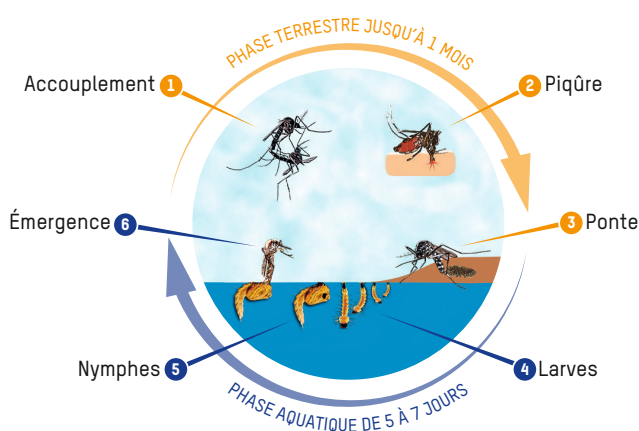 PHASE TERRESTRE JUSQU'À 1 MOIS
Accouplement 1
2 Piqûre
Émergence 6
3 Ponte
Nymphes 5
4 Larves
PHASE AQUATIQUE DE 5 À 7 JOURS